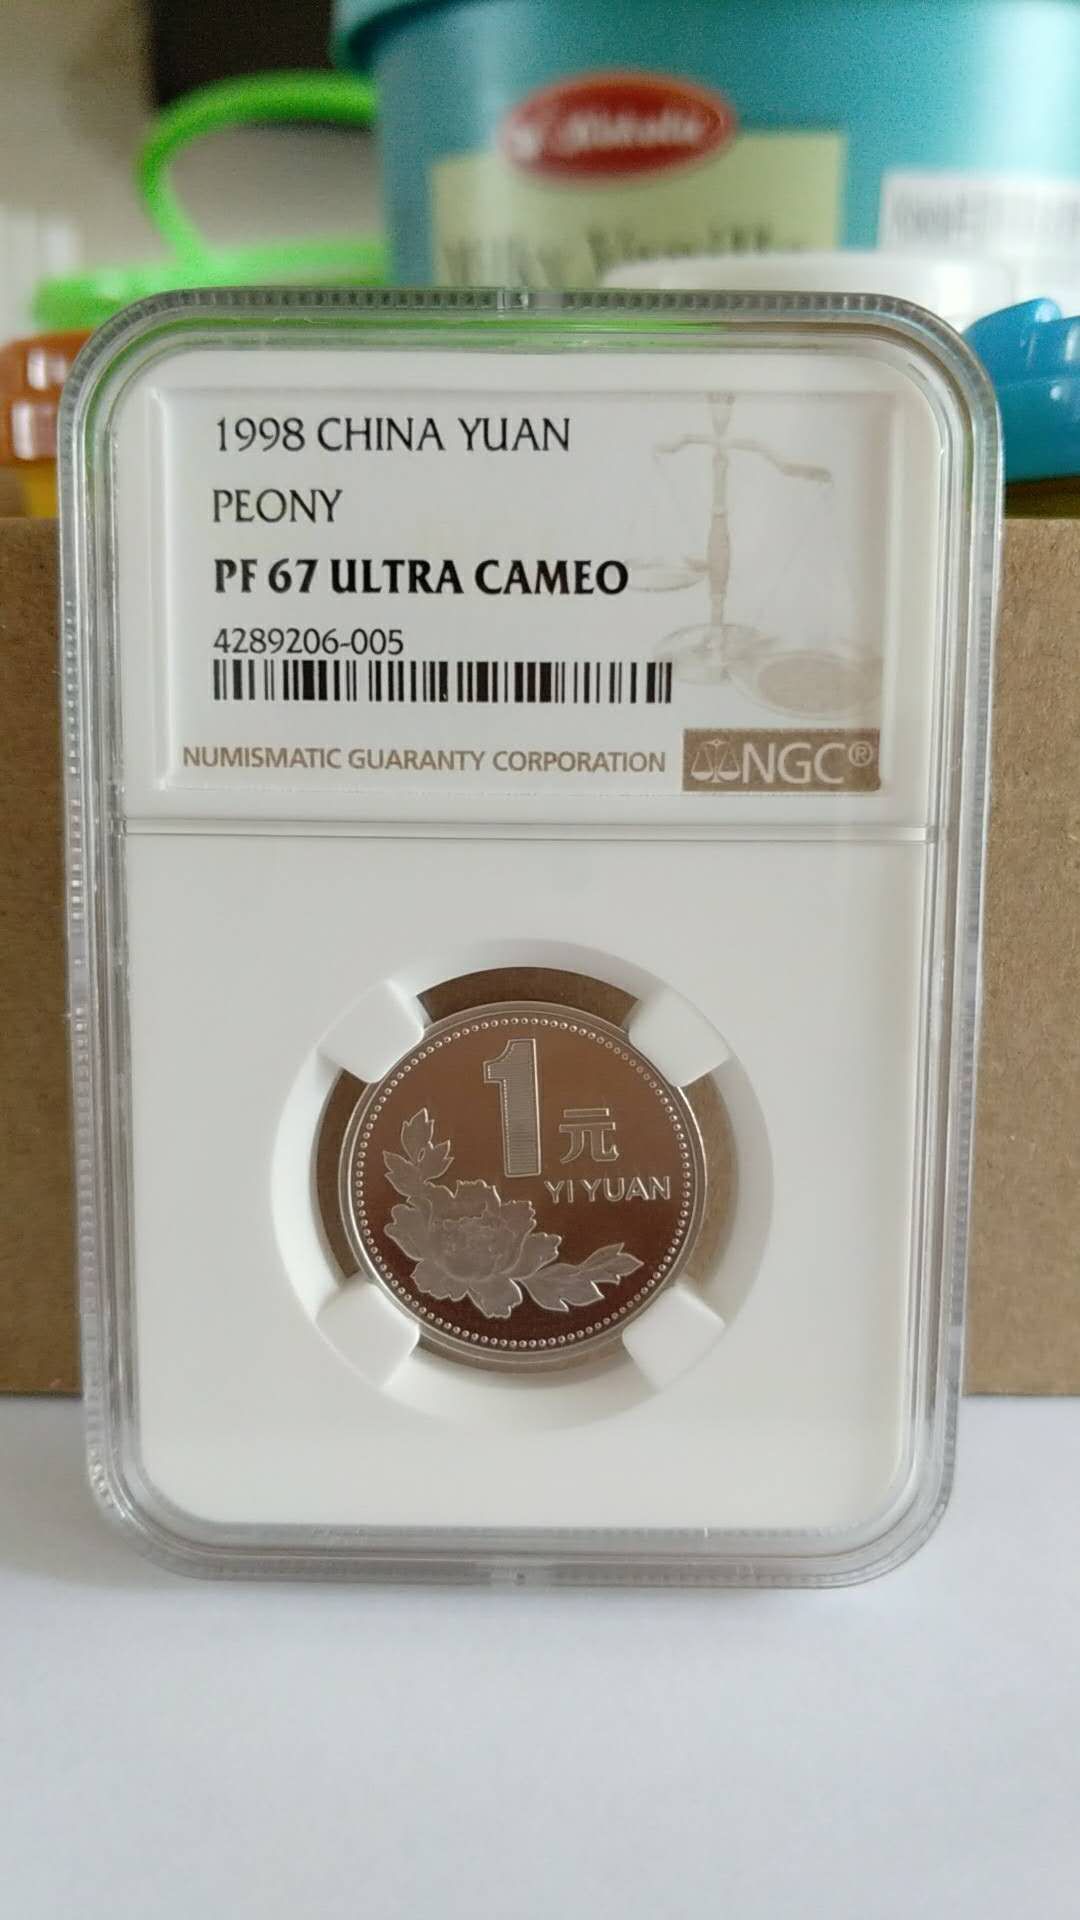 1998 CHINA YUAN
PEONY
PF 67 ULTRA CAMEO
4289206-005
NUMISMATIC GUARANTY CORPORATION NGC®
1元
YI YUAN